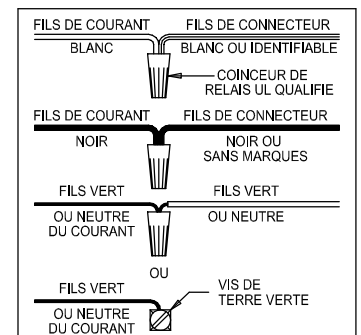 FILS DE COURANT FILS DE CONNECTEUR
BLANC BLANC OU IDENTIFIABLE
COINCEUR DE
RELAIS UL QUALIFIE
FILS DE COURANT FILS DE CONNECTEUR
NOIR NOIR OU
SANS MARQUES
FILS VERT FILS VERT
OU NEUTRE OU NEUTRE
DU COURANT
OU
FILS VERT VIS DE
TERRE VERTE
OU NEUTRE
DU COURANT